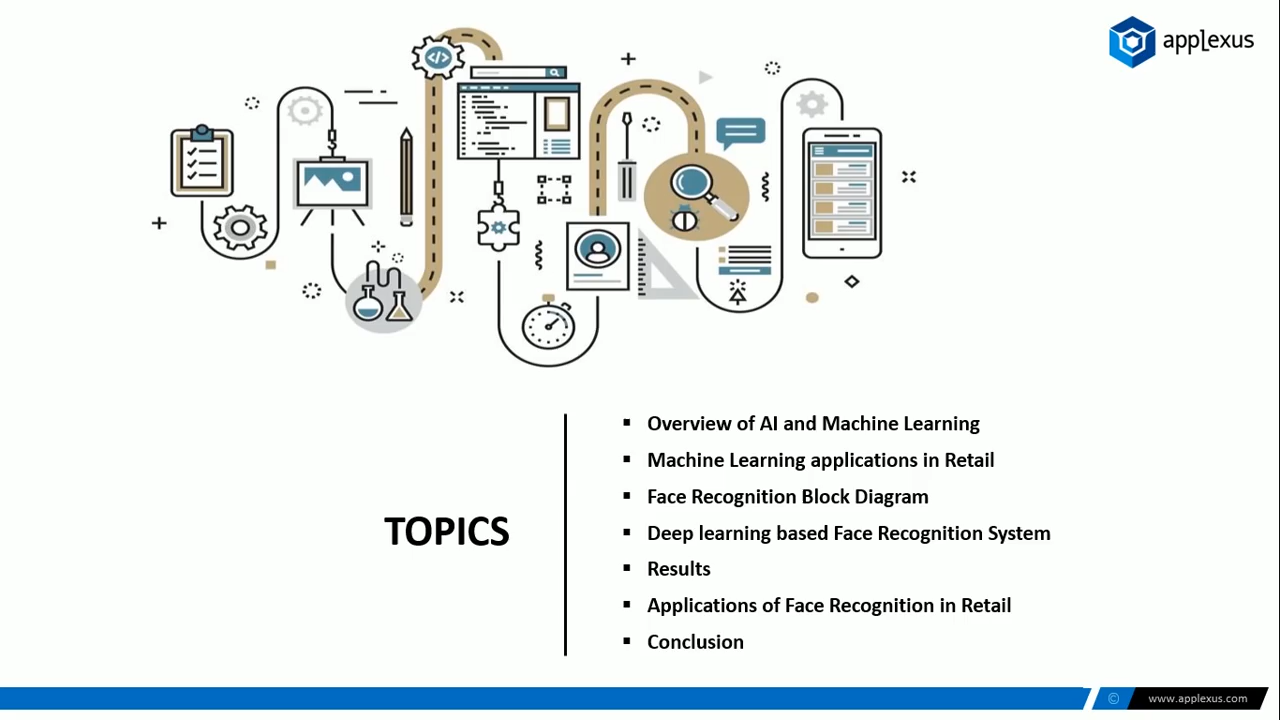 applexus
</>
TOPICS
▪ Overview of AI and Machine Learning
▪ Machine Learning applications in Retail
▪ Face Recognition Block Diagram
▪ Deep learning based Face Recognition System
▪ Results
▪ Applications of Face Recognition in Retail
▪ Conclusion
© www.applexus.com